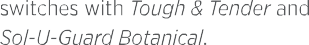 switches with Tough & Tender and
Sol-U-Guard Botanical.